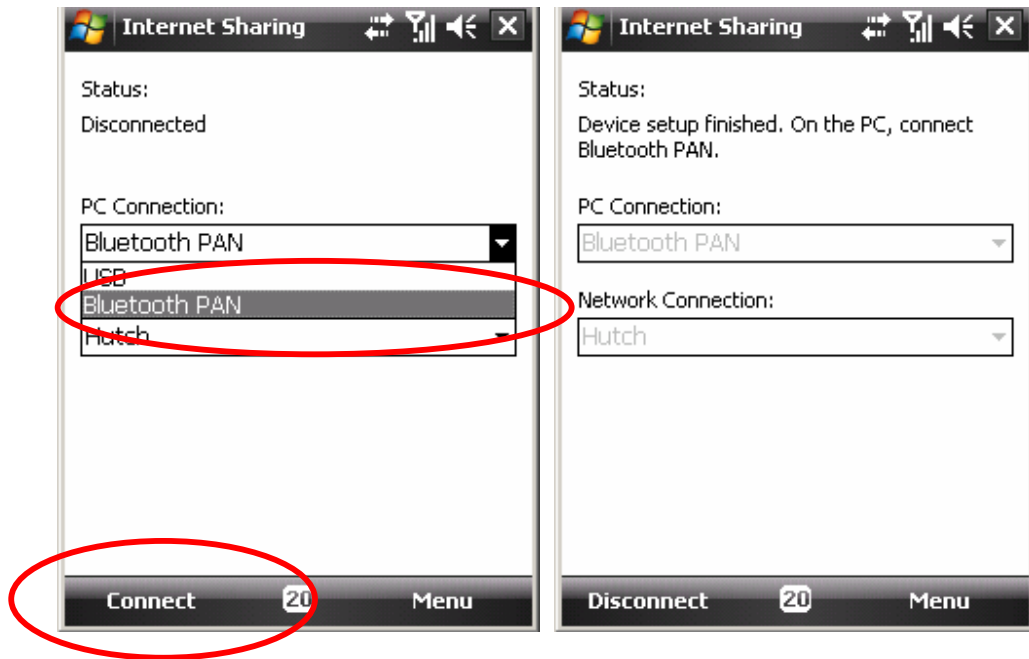 Internet Sharing
Status:
Disconnected
PC Connection:
Bluetooth PAN
USB
Bluetooth PAN
Hutch
Connect 20 Menu
Internet Sharing
Status:
Device setup finished. On the PC, connect
Bluetooth PAN.
PC Connection:
Bluetooth PAN
Network Connection:
Hutch
Disconnect 20 Menu